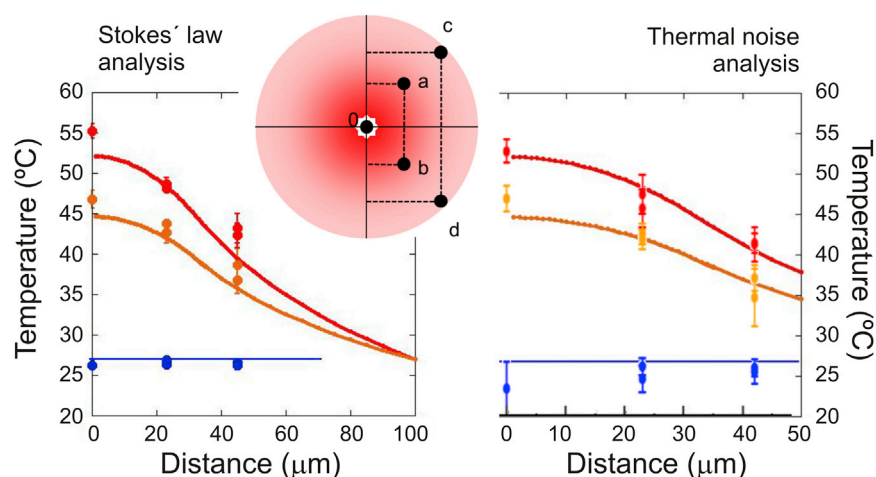 Stokes´ law
analysis
Thermal noise
analysis
c
a
0
b
d
Temperature (ºC)
60
55
50
45
40
35
30
25
20
0
20
40
60
80
100
Distance (μm)
60
55
50
45
40
35
30
25
20
Temperature (ºC)
0
10
20
30
40
50
Distance (μm)